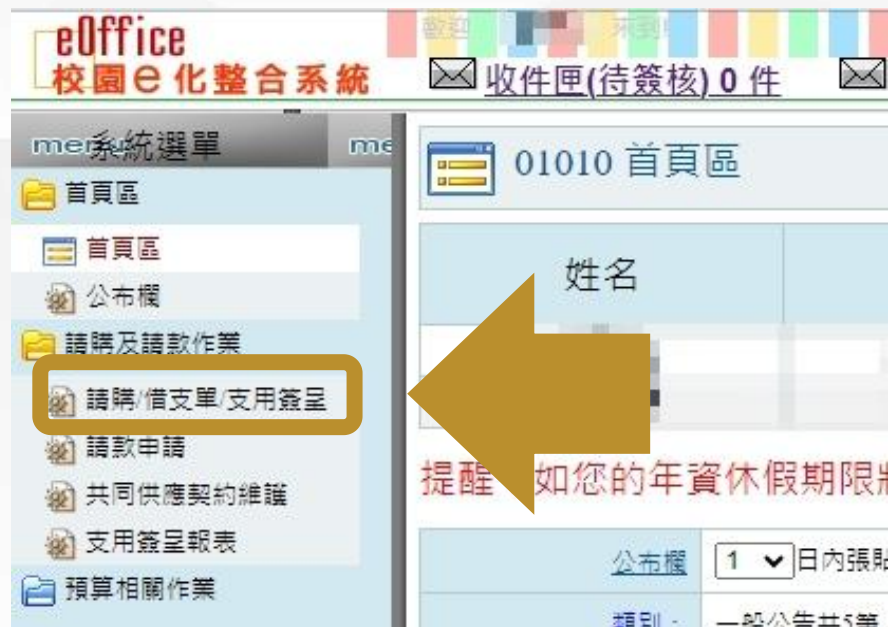 eOffice
校園e化整合系統
歡迎 來到
收件匣(待簽核) 0 件
系統選單
首頁區
首頁區
公布欄
請購及請款作業
請購/借支單/支用簽呈
請款申請
共同供應契約維護
支用簽呈報表
預算相關作業
01010 首頁區
姓名
提醒 如您的年資休假期限
公布欄 1 日內張貼
類別： 一般公告共5筆